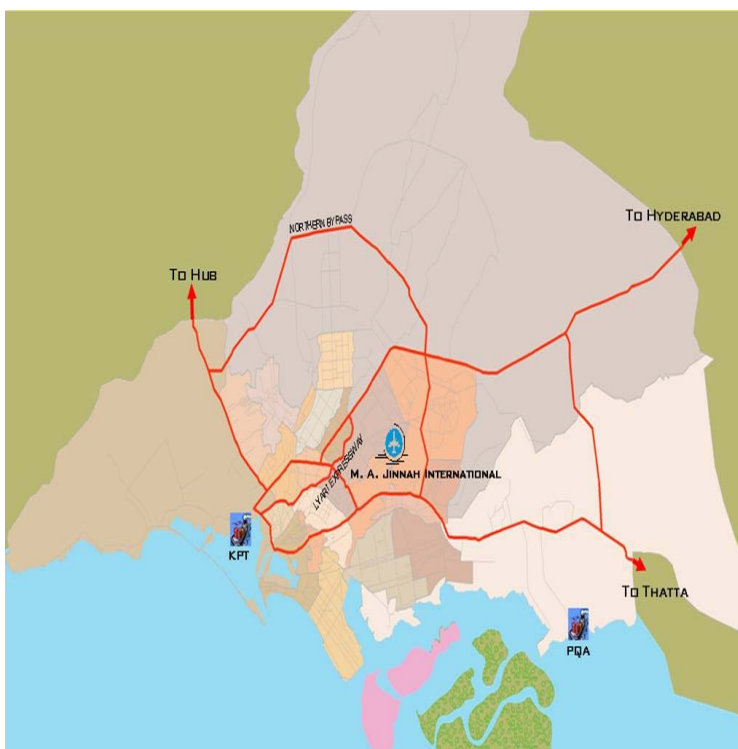 To Hyderabad
Northern Bypass
To Hub
Lyari Expressway
M. A. Jinnah International
KPT
To Thatta
PQA